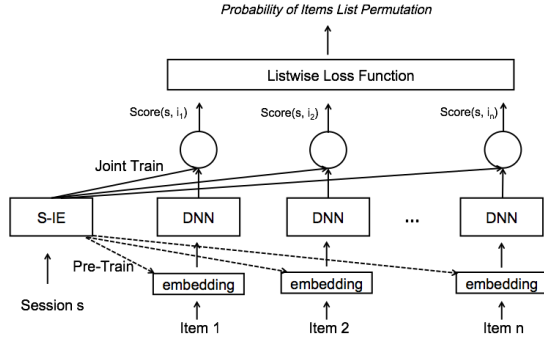 Probability of Items List Permutation
Listwise Loss Function
Score(s, i₁)
Score(s, i₂)
Score(s, iₙ)
Joint Train
S-IE
DNN
DNN
...
DNN
Pre-Train
embedding
embedding
embedding
Session s
Item 1
Item 2
Item n